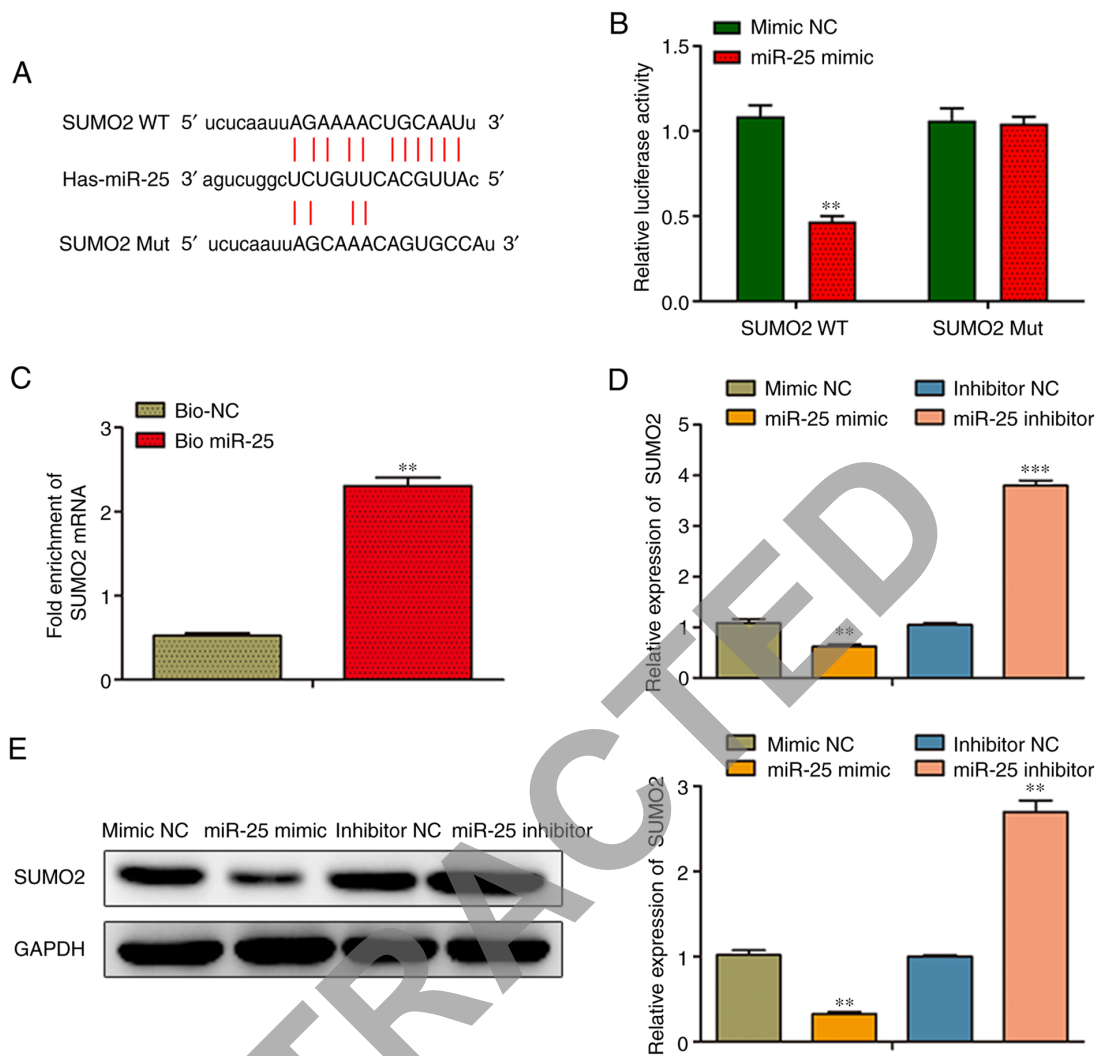 A
SUMO2 WT 5′ ucucaauuAGAAAACUGCAAUu 3′
Has-miR-25 3′ agucuggcUCUGUUCACGUUAc 5′
SUMO2 Mut 5′ ucucaauuAGCAAACAGUGCCAu 3′
B
Mimic NC
miR-25 mimic
Relative luciferase activity
1.5
1.0
0.5
0.0
**
SUMO2 WT SUMO2 Mut
C
Bio-NC
Bio miR-25
Fold enrichment of
SUMO2 mRNA
3
2
1
0
**
D
Mimic NC Inhibitor NC
miR-25 mimic miR-25 inhibitor
Relative expression of SUMO2
5
4
3
2
1
0
**
***
E
Mimic NC miR-25 mimic Inhibitor NC miR-25 inhibitor
SUMO2
GAPDH
Mimic NC Inhibitor NC
miR-25 mimic miR-25 inhibitor
Relative expression of SUMO2
3
2
1
0
**
**
TRACTED